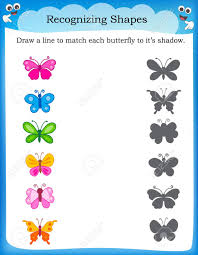 Recognizing Shapes
Draw a line to match each butterfly to it's shadow.